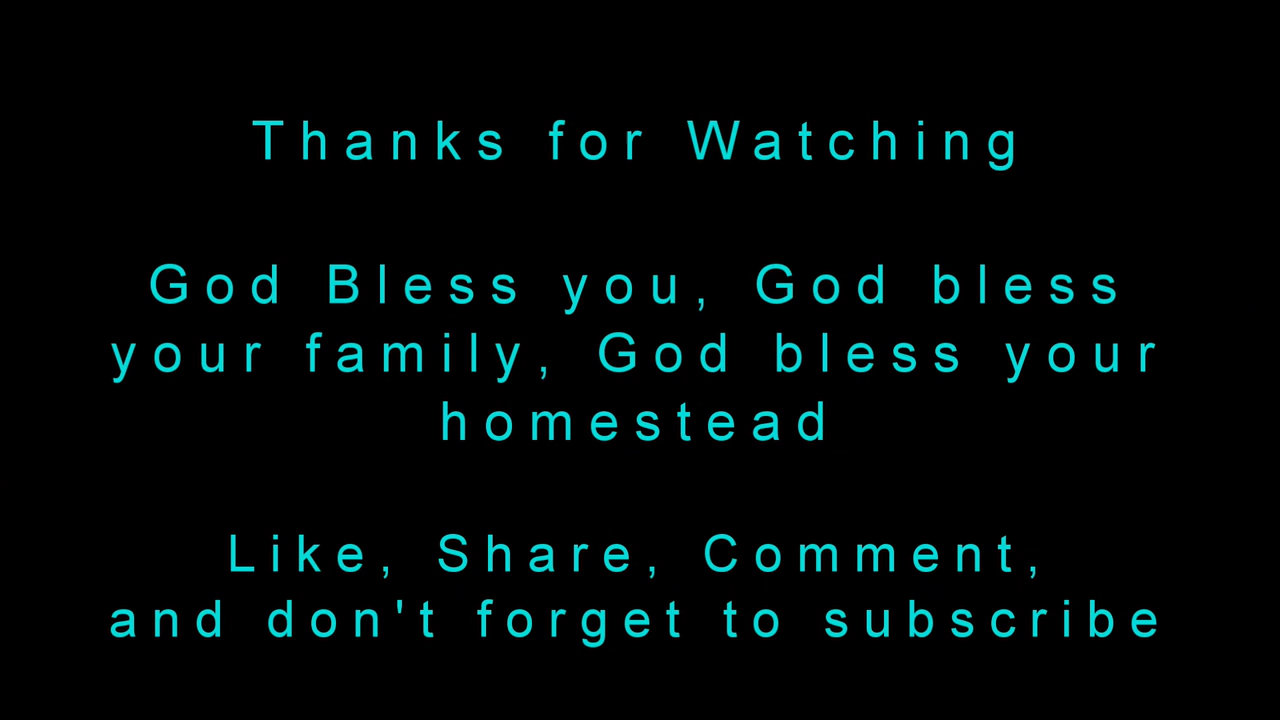 Thanks for Watching
God Bless you, God bless
your family, God bless your
homestead
Like, Share, Comment,
and don't forget to subscribe